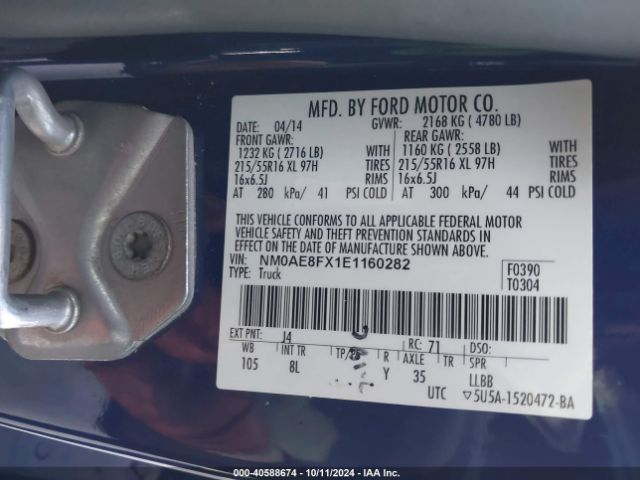 MFD. BY FORD MOTOR CO.
DATE: 04/14 GVWR: 2168 KG ( 4780 LB)
FRONT GAWR: REAR GAWR:
1232 KG ( 2716 LB) WITH 1160 KG ( 2558 LB) WITH
215/55R16 XL 97H TIRES 215/55R16 XL 97H TIRES
16x6.5J RIMS 16x6.5J RIMS
AT 280 kPa/ 41 PSI COLD AT 300 kPa/ 44 PSI COLD
THIS VEHICLE CONFORMS TO ALL APPLICABLE FEDERAL MOTOR
VEHICLE SAFETY AND THEFT PREVENTION STANDARDS IN
EFFECT ON THE DATE OF MANUFACTURE SHOWN ABOVE.
VIN: NM0AE8FX1E1160282 F0390
TYPE: Truck T0304
EXT PNT: J4 RC: 71 DSO:
WB INT TR R AXLE TR SPR
105 8L Y 35 LLBB
UTC ▽5U5A-1520472-BA
000-40588674 | 10/11/2024 | IAA Inc.